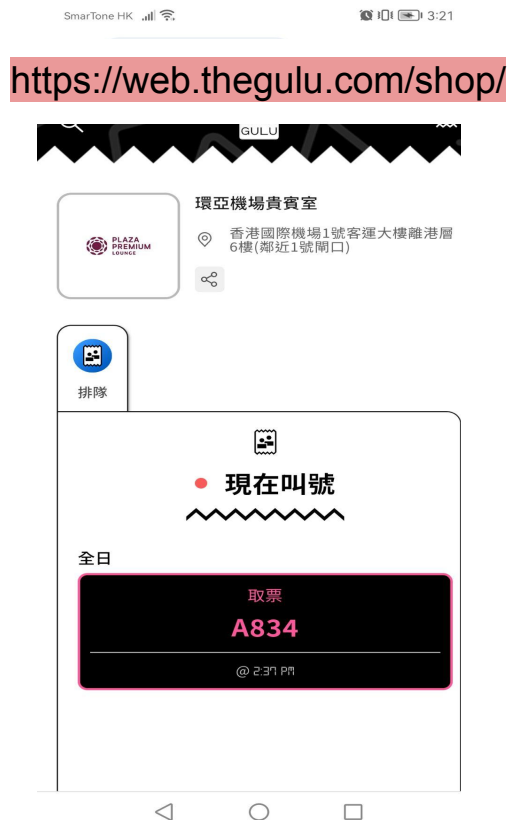 SmarTone HK 3:21
https://web.thegulu.com/shop/
GULU
PLAZA
PREMIUM
LOUNGE
環亞機場貴賓室
香港國際機場1號客運大樓離港層
6樓(鄰近1號閘口)
排隊
現在叫號
全日
取票
A834
@ 2:37 PM